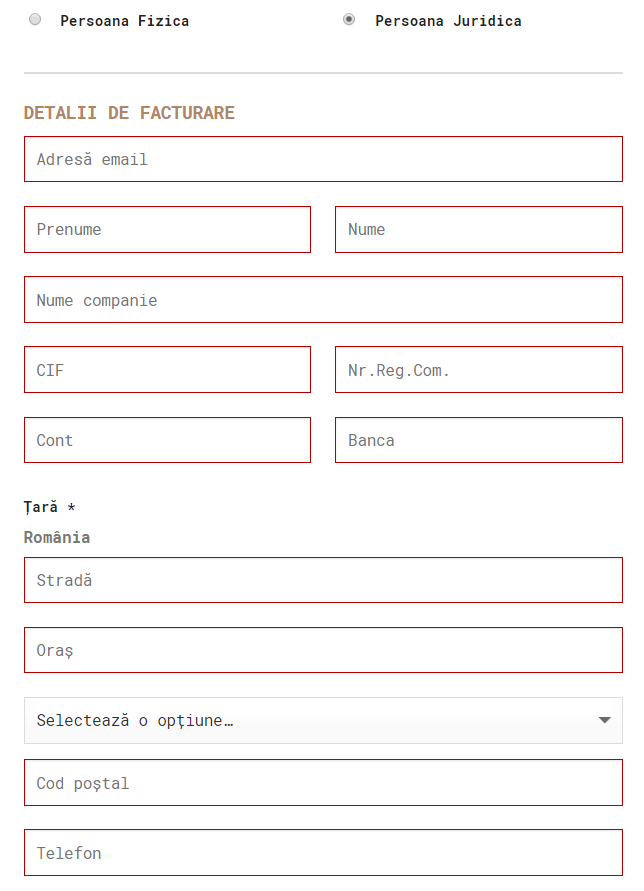 Persoana Fizica Persoana Juridica
DETALII DE FACTURARE
Adresă email
Prenume Nume
Nume companie
CIF Nr.Reg.Com.
Cont Banca
Țară *
România
Stradă
Oraș
Selectează o opțiune…
Cod poștal
Telefon